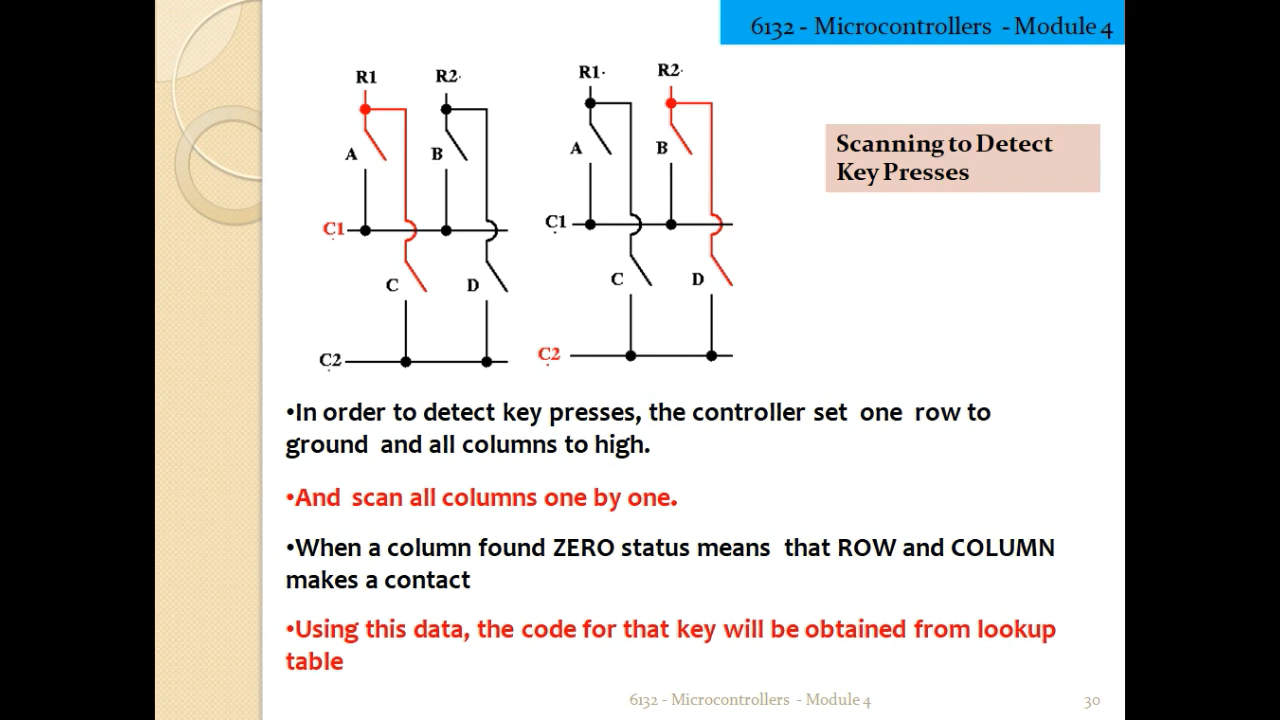 6132 - Microcontrollers - Module 4
R1 R2 R1 R2
A B A B
C1 C1
C D C D
C2 C2
Scanning to Detect
Key Presses
•In order to detect key presses, the controller set one row to
ground and all columns to high.
•And scan all columns one by one.
•When a column found ZERO status means that ROW and COLUMN
makes a contact
•Using this data, the code for that key will be obtained from lookup
table
6132 - Microcontrollers - Module 4 30